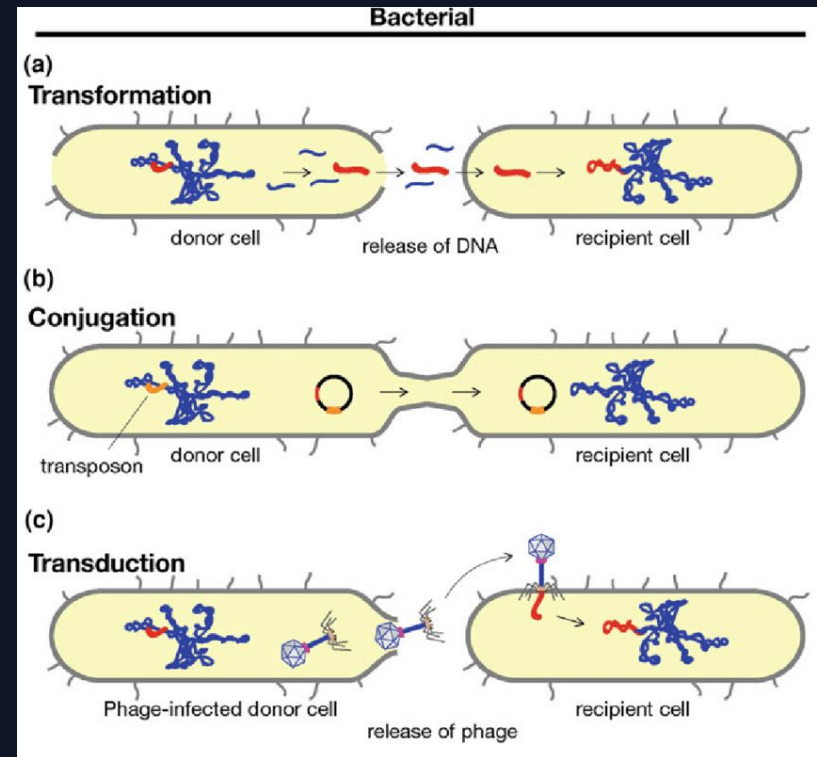 Bacterial
(a)
Transformation
donor cell
release of DNA
recipient cell
(b)
Conjugation
transposon
donor cell
recipient cell
(c)
Transduction
Phage-infected donor cell
release of phage
recipient cell